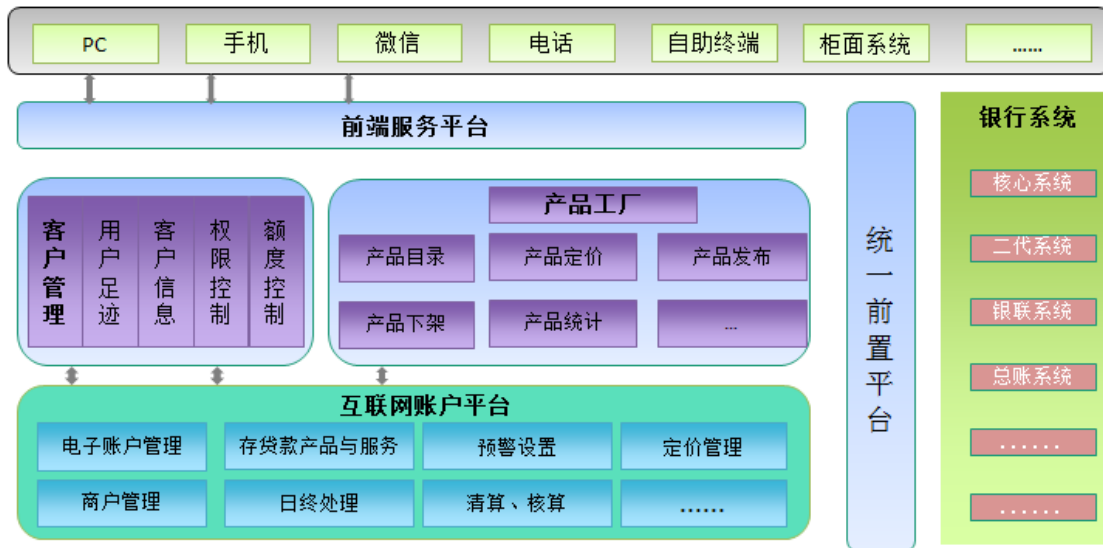 PC
手机
微信
电话
自助终端
柜面系统
……
前端服务平台
客户管理
用户足迹
客户信息
权限控制
额度控制
产品工厂
产品目录
产品定价
产品发布
产品下架
产品统计
...
互联网账户平台
电子账户管理
存贷款产品与服务
预警设置
定价管理
商户管理
日终处理
清算、核算
……
统一前置平台
银行系统
核心系统
二代系统
银联系统
总账系统
......
......